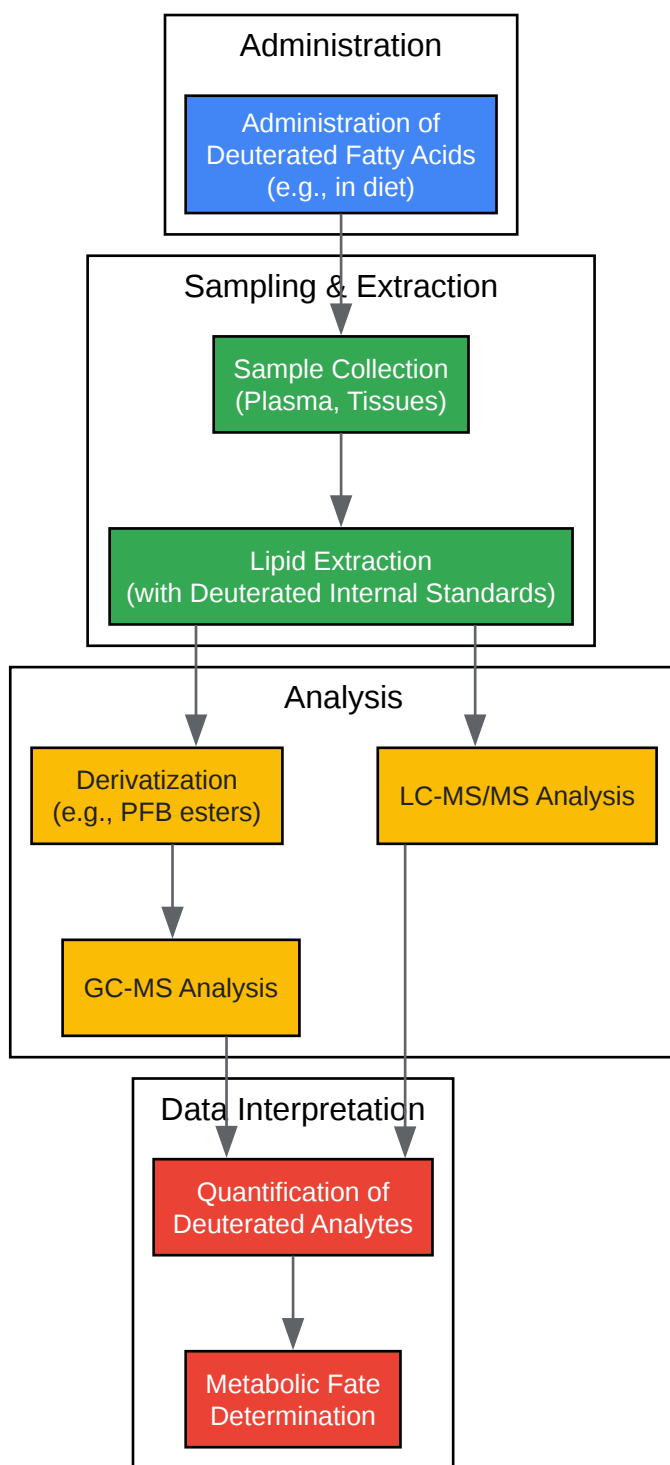 Administration
Administration of
Deuterated Fatty Acids
(e.g., in diet)
Sampling & Extraction
Sample Collection
(Plasma, Tissues)
Lipid Extraction
(with Deuterated Internal Standards)
Analysis
Derivatization
(e.g., PFB esters)
LC-MS/MS Analysis
GC-MS Analysis
Data Interpretation
Quantification of
Deuterated Analytes
Metabolic Fate
Determination